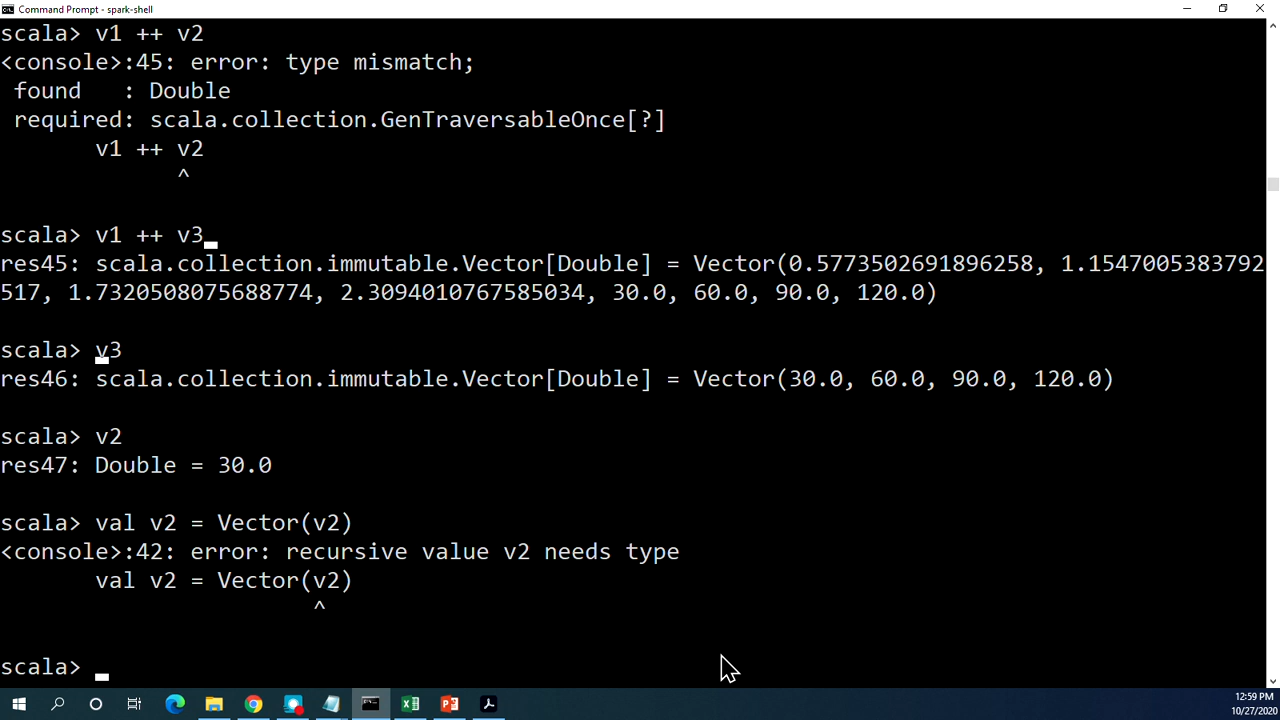 Command Prompt - spark-shell
scala> v1 ++ v2
<console>:45: error: type mismatch;
 found   : Double
 required: scala.collection.GenTraversableOnce[?]
       v1 ++ v2
             ^
scala> v1 ++ v3
res45: scala.collection.immutable.Vector[Double] = Vector(0.5773502691896258, 1.1547005383792
517, 1.7320508075688774, 2.3094010767585034, 30.0, 60.0, 90.0, 120.0)
scala> v3
res46: scala.collection.immutable.Vector[Double] = Vector(30.0, 60.0, 90.0, 120.0)
scala> v2
res47: Double = 30.0
scala> val v2 = Vector(v2)
<console>:42: error: recursive value v2 needs type
       val v2 = Vector(v2)
                       ^
scala>
12:59 PM
10/27/2020